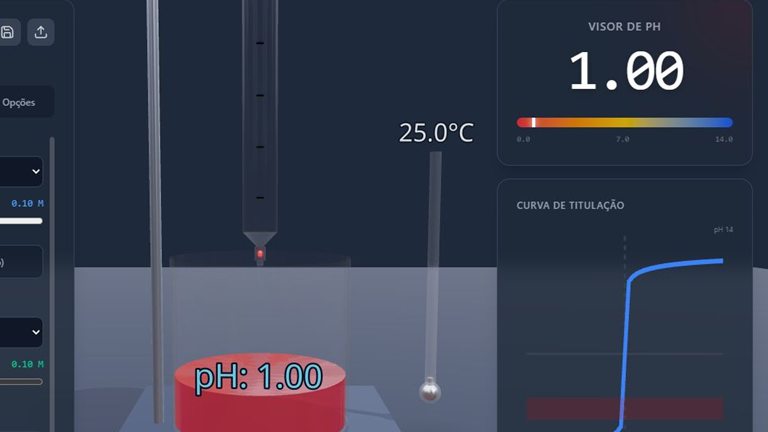 VISOR DE PH
1.00
0.0 7.0 14.0
Opções
25.0°C
0.10 M
CURVA DE TITULAÇÃO
pH 14
0.10 M
pH: 1.00